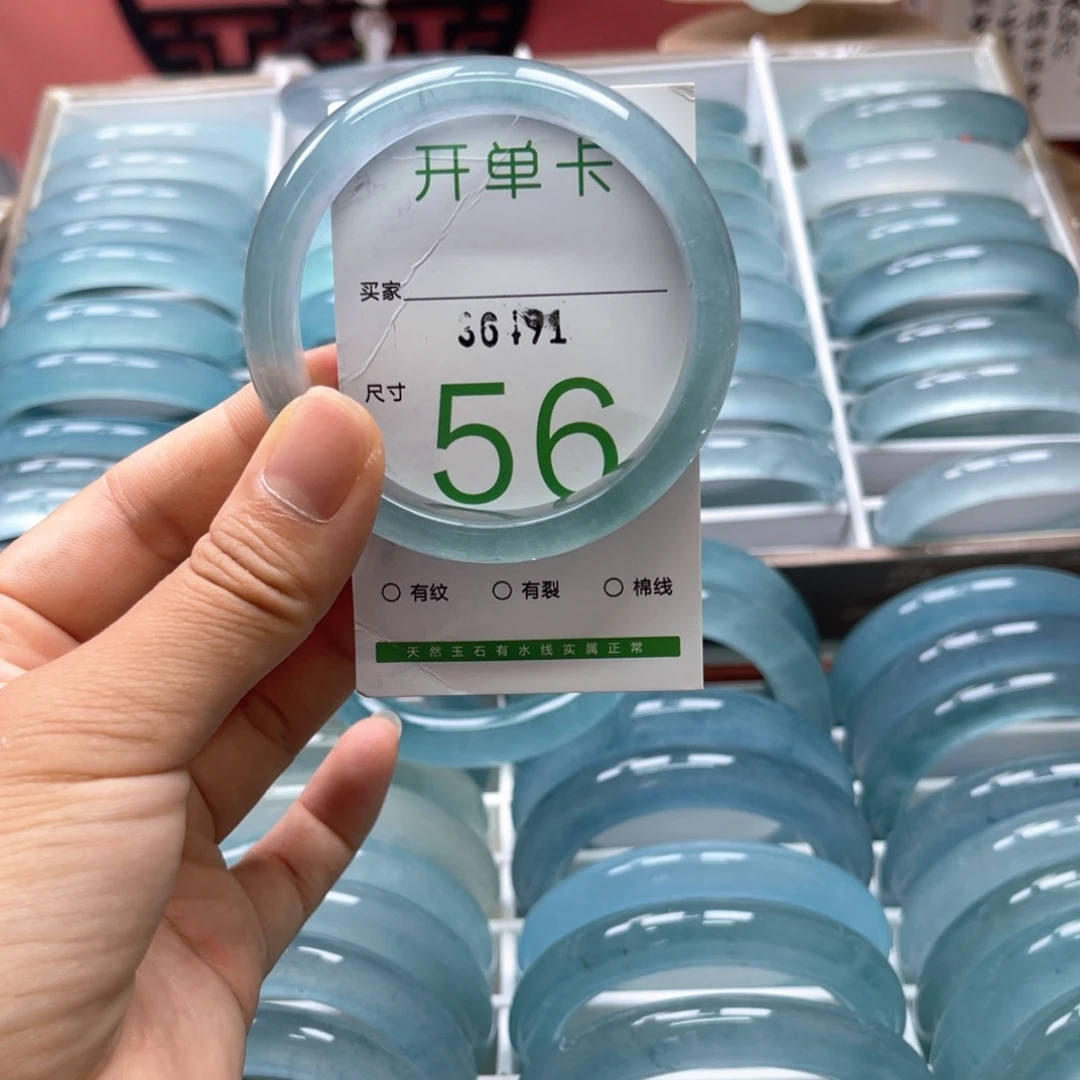 开单卡
买家
尺寸
56
有纹 有裂 棉线
天然玉石有水线实属正常